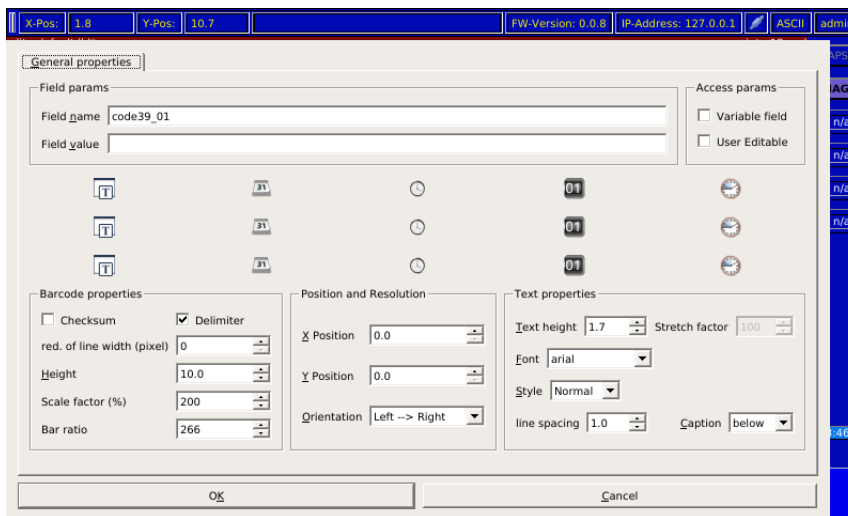 X-Pos: 1.8 Y-Pos: 10.7 FW-Version: 0.0.8 IP-Address: 127.0.0.1 ASCII admi
General properties
Field params Access params
Field name code39_01 Variable field
Field value User Editable
n/a
n/a
n/a
n/a
T 31 01
T 31 01
T 31 01
Barcode properties Position and Resolution Text properties
Checksum Delimiter
Text height 1.7 Stretch factor 100
red. of line width (pixel) 0
X Position 0.0
Font arial
Height 10.0
Y Position 0.0
Style Normal
Scale factor (%) 200
Orientation Left --> Right
Bar ratio 266
line spacing 1.0 Caption below
:46
OK Cancel